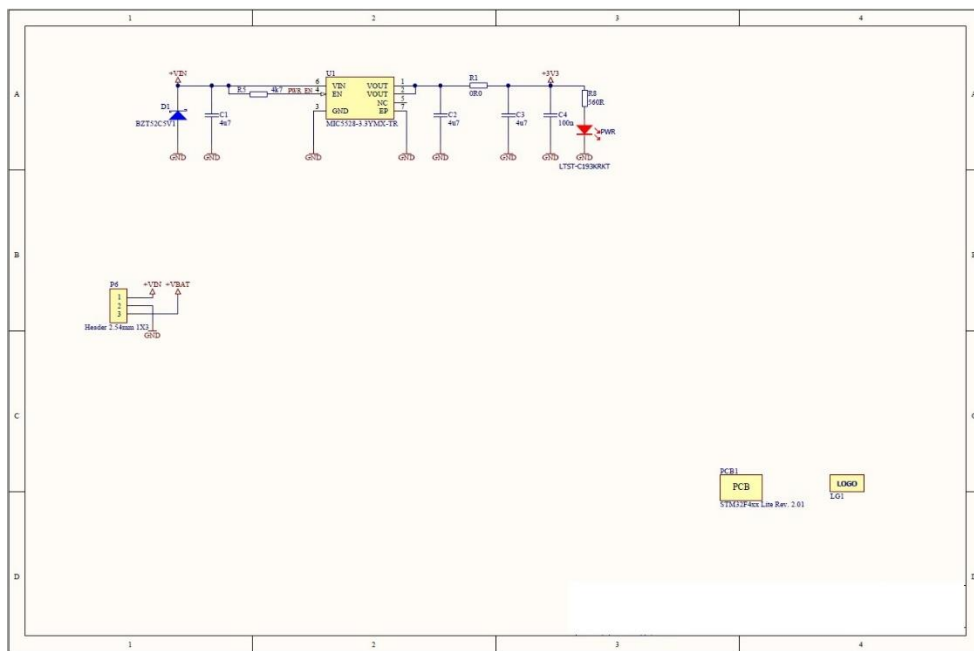 1 2 3 4
A A
+VIN
U1
R5 4k7 PWR_EN
6 VIN VOUT 1
4 EN VOUT 2
NC 5
3 GND EP 7
MIC5528-3.3YMX-TR
R1
0R0
+3V3
R8
560R
D1
BZT52C5V1
C1
4u7
C2
4u7
C3
4u7
C4
100n
PWR
GND GND GND GND GND GND GND GND
LTST-C193KRKT
B
P6
+VIN +VBAT
1
2
3
Header 2.54mm 1X3
GND
C C
PCB1
PCB
STM32F4xx Lite Rev. 2.01
LOGO
LG1
D
1 2 3 4